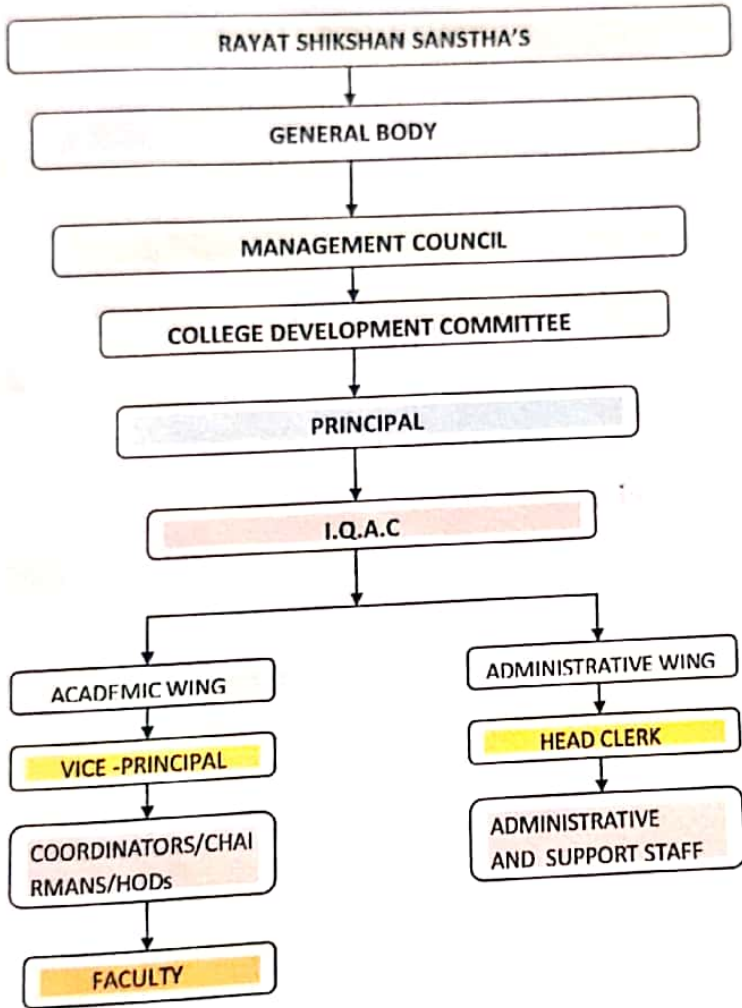 RAYAT SHIKSHAN SANSTHA'S
GENERAL BODY
MANAGEMENT COUNCIL
COLLEGE DEVELOPMENT COMMITTEE
PRINCIPAL
I.Q.A.C
ACADEMIC WING
VICE -PRINCIPAL
COORDINATORS/CHAI
RMANS/HODs
FACULTY
ADMINISTRATIVE WING
HEAD CLERK
ADMINISTRATIVE
AND SUPPORT STAFF